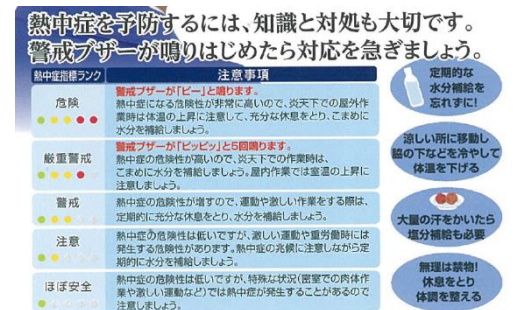 熱中症を予防するには、知識と対処も大切です。
警戒ブザーが鳴りはじめたら対応を急ぎましょう。
熱中症指標ランク
注意事項
危険
警戒ブザーが「ピー」と鳴ります。
熱中症になる危険性が非常に高いので、炎天下での屋外作
業時は体温の上昇に注意して、充分な休息をとり、こまめに
水分を補給しましょう。
厳重警戒
警戒ブザーが「ピッピッ」と5回鳴ります。
熱中症の危険性が高いので、炎天下での作業時は、
こまめに水分を補給しましょう。屋内作業では室温の上昇に
注意しましょう。
警戒
熱中症の危険性が増すので、運動や激しい作業をする際は、
定期的に充分な休息をとり、水分を補給しましょう。
注意
熱中症の危険性は低いですが、激しい運動や重労働時には
発生する危険性があります。熱中症の兆候に注意しながら定
期的に水分を補給しましょう。
ほぼ安全
熱中症の危険性は低いですが、特殊な状況(密室での肉体作
業や激しい運動など)では熱中症が発生することがあるので
注意しましょう。
定期的な
水分補給を
忘れずに!
涼しい所に移動し
脇の下などを冷やして
体温を下げる
大量の汗をかいたら
塩分補給も必要
無理は禁物!
休息をとり
体調を整える